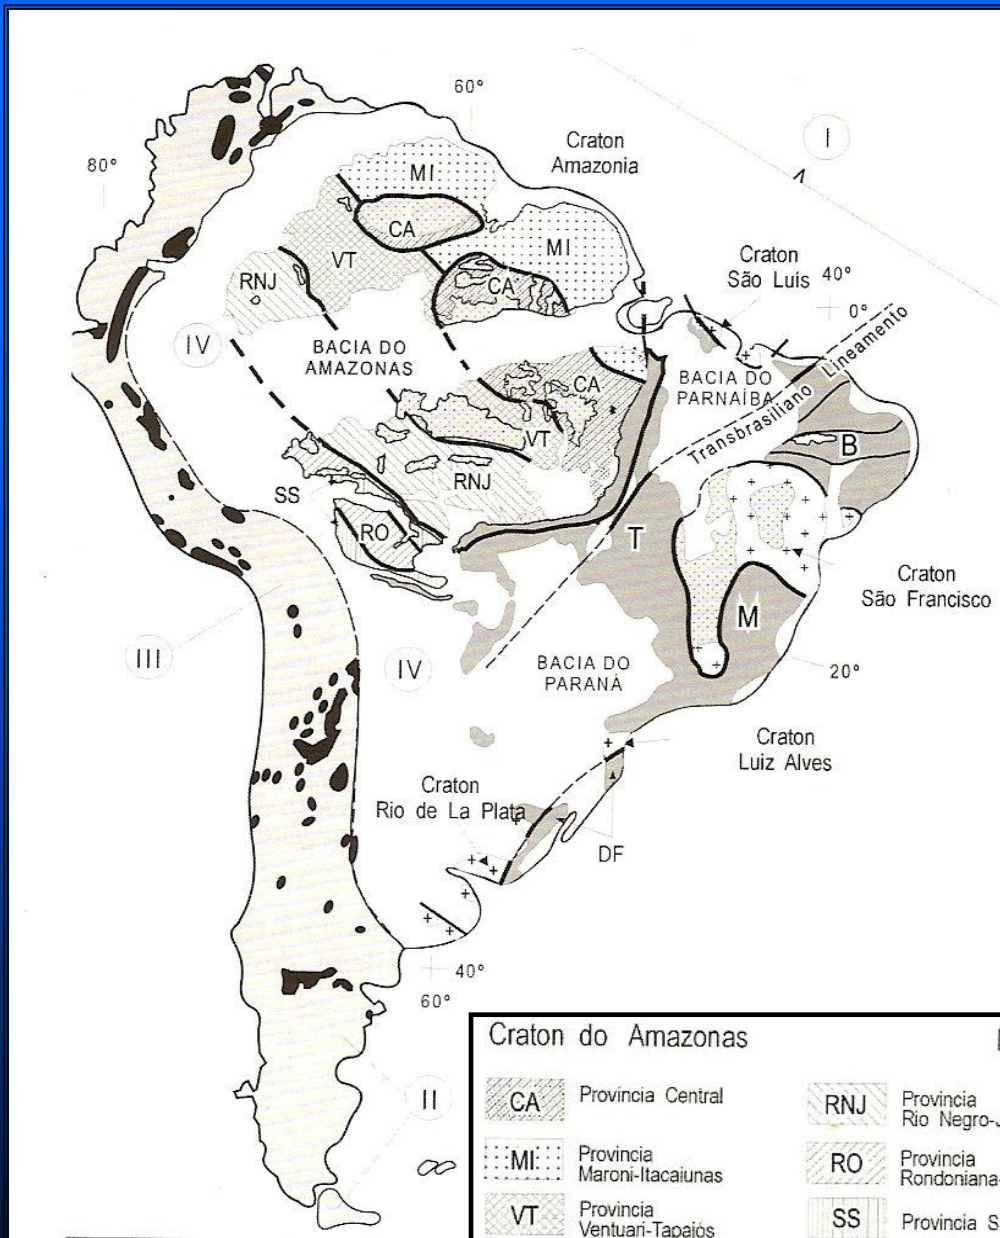 60°
80°
Craton
Amazonia
I
MI
CA
MI
VT
RNJ
CA
Craton
São Luis
40°
0°
IV
BACIA DO
AMAZONAS
BACIA DO
PARNAÍBA
Transbrasiliano Lineamento
CA
VT
B
RNJ
SS
RO
T
Craton
São Francisco
M
III
IV
BACIA DO
PARANÁ
20°
Craton
Luiz Alves
Craton
Rio de La Plata
DF
40°
60°
II
Craton do Amazonas
CA
Provincia Central
RNJ
Provincia
Rio Negro-J
MI
Provincia
Maroni-Itacaiunas
RO
Provincia
Rondoniana-
VT
Provincia
Ventuari-Tapajós
SS
Provincia S